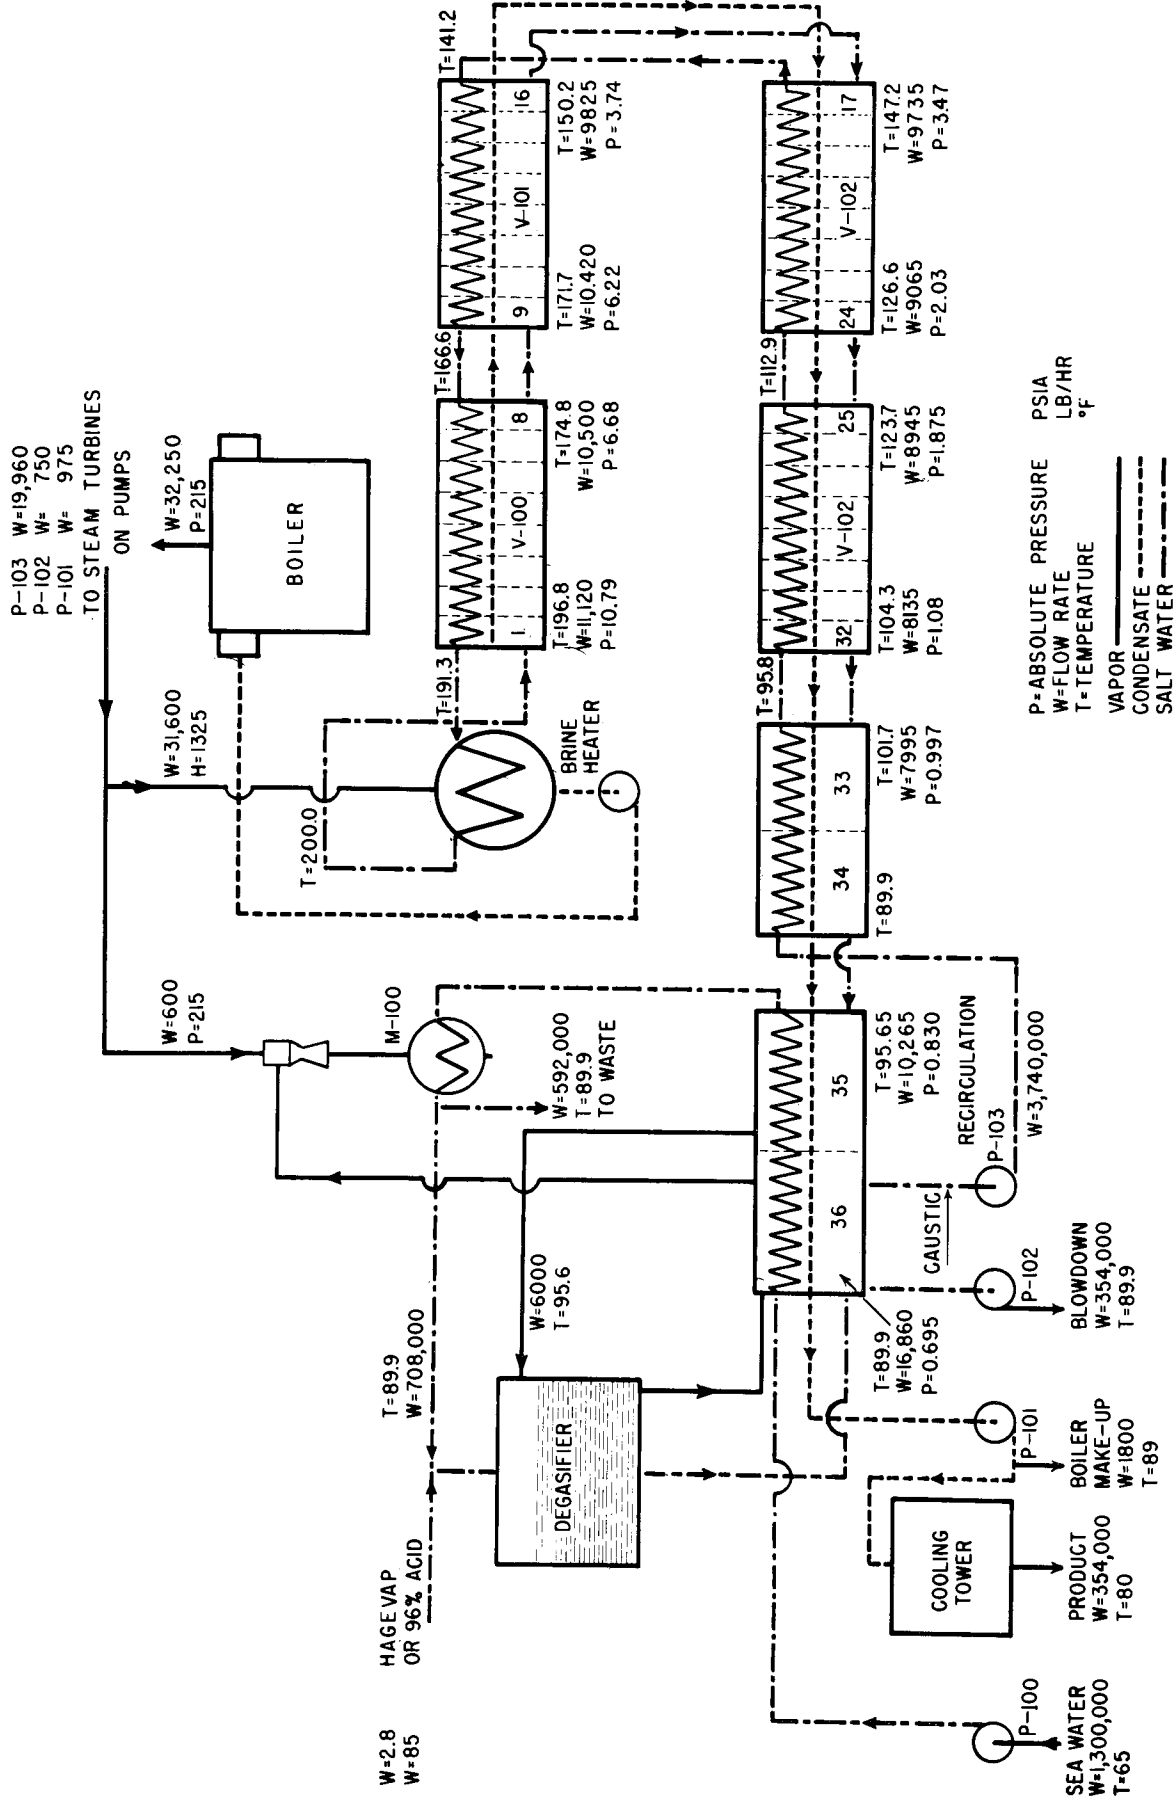 P-103 W=19,960
P-102 W= 750
P-101 W= 975
TO STEAM TURBINES
ON PUMPS
W=32,250
P=215
BOILER
W=31,600
H=1325
T=200.0
BRINE
HEATER
T=191.3
1
V-100
8
T=196.8
W=11,120
P=10.79
T=174.8
W=10,500
P=6.68
T=166.6
9
V-101
16
T=171.7
W=10.420
P=6.22
T=150.2
W=9825
P=3.74
T=141.2
W=600
P=215
M-100
W=592,000
T=89.9
TO WASTE
T=89.9
W=708,000
W=6000
T=95.6
HAGEVAP
OR 96% ACID
W=2.8
W=85
DEGASIFIER
36
35
T=95.65
W=10,265
P=0.830
T=89.9
W=16,860
P=0.695
34
33
T=89.9
T=101.7
W=7995
P=0.997
T=95.8
32
V-102
25
T=104.3
W=8135
P=1.08
T=123.7
W=8945
P=1.875
T=112.9
24
V-102
17
T=126.6
W=9065
P=2.03
T=147.2
W=9735
P=3.47
SEA WATER
W=1,300,000
T=65
P-100
COOLING
TOWER
PRODUCT
W=354,000
T=80
P-101
BOILER
MAKE-UP
W=1800
T=89
P-102
BLOWDOWN
W=354,000
T=89.9
CAUSTIC
P-103
RECIRCULATION
W=3,740,000
P=ABSOLUTE PRESSURE PSIA
W=FLOW RATE LB/HR
T=TEMPERATURE °F
VAPOR
CONDENSATE
SALT WATER